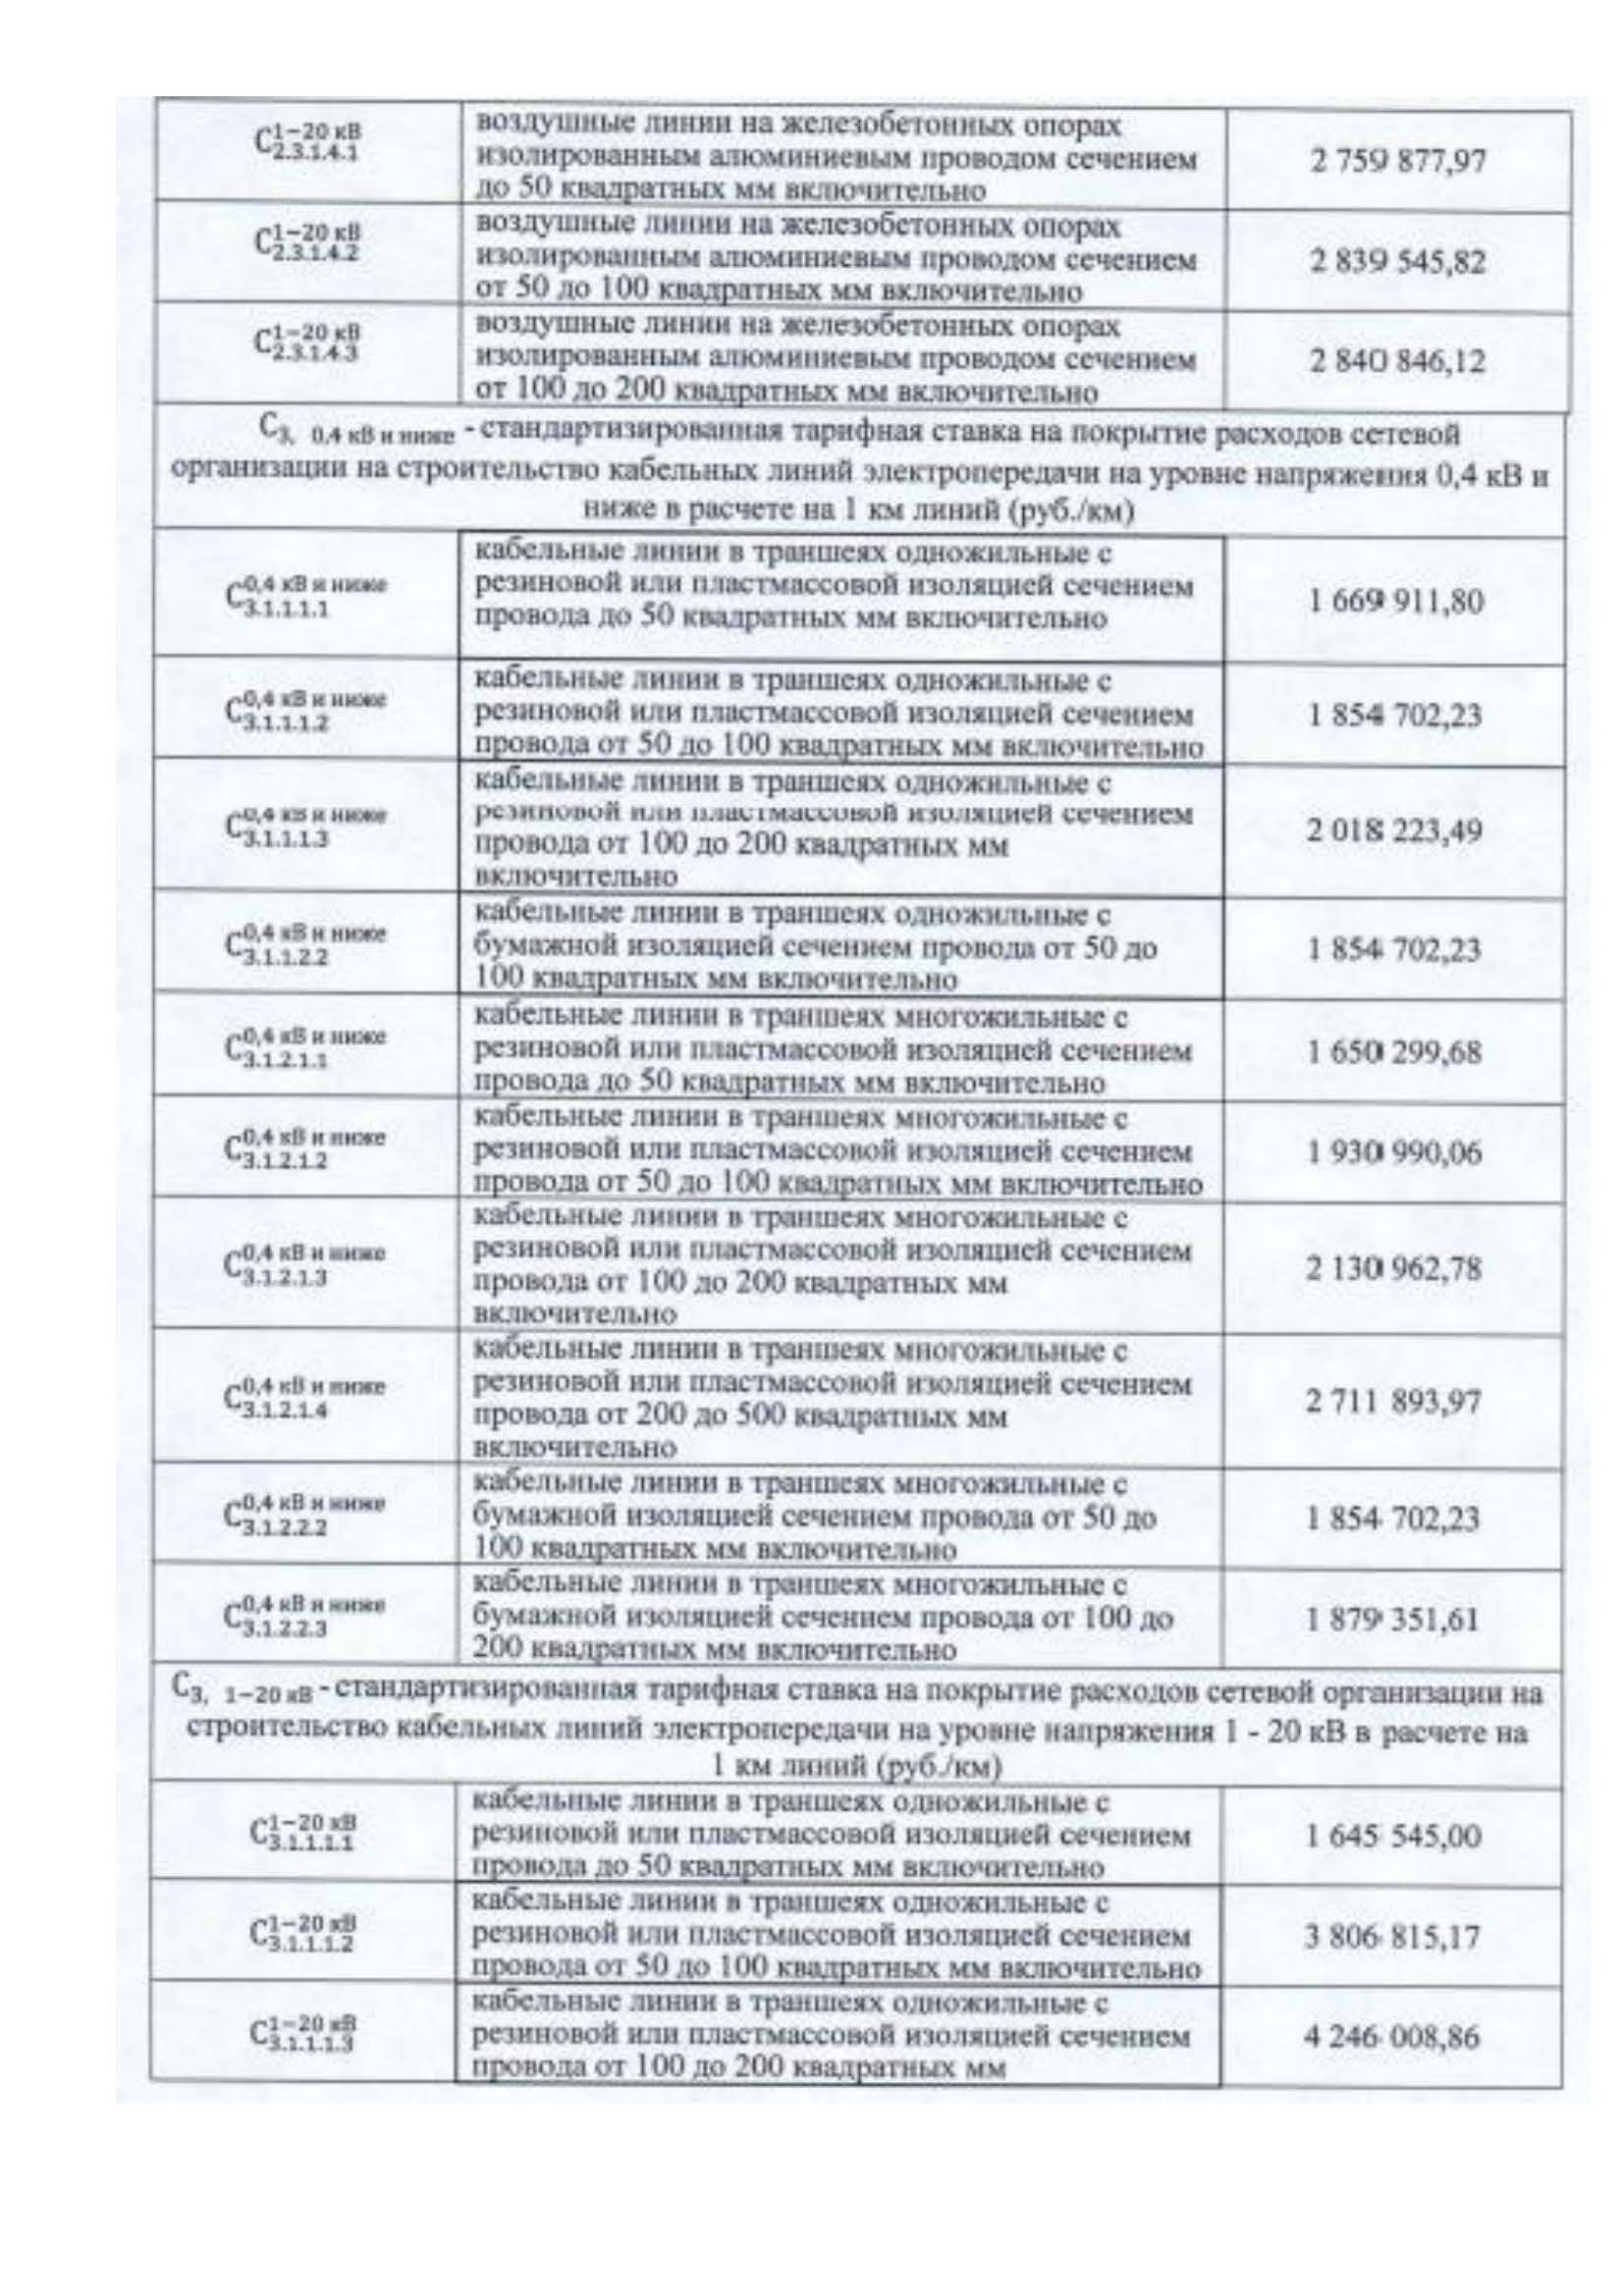 C 1−20 кВ 2.3.1.4.1
воздушные линии на железобетонных опорах
изолированным алюминиевым проводом сечением
до 50 квадратных мм включительно
2 759 877,97
C 1−20 кВ 2.3.1.4.2
воздушные линии на железобетонных опорах
изолированным алюминиевым проводом сечением
от 50 до 100 квадратных мм включительно
2 839 545,82
C 1−20 кВ 2.3.1.4.3
воздушные линии на железобетонных опорах
изолированным алюминиевым проводом сечением
от 100 до 200 квадратных мм включительно
2 840 846,12
C3, 0,4 кВ и ниже - стандартизированная тарифная ставка на покрытие расходов сетевой
организации на строительство кабельных линий электропередачи на уровне напряжения 0,4 кВ и
ниже в расчете на 1 км линий (руб./км)
C 0,4 кВ и ниже 3.1.1.1.1
кабельные линии в траншеях одножильные с
резиновой или пластмассовой изоляцией сечением
провода до 50 квадратных мм включительно
1 669 911,80
C 0,4 кВ и ниже 3.1.1.1.2
кабельные линии в траншеях одножильные с
резиновой или пластмассовой изоляцией сечением
провода от 50 до 100 квадратных мм включительно
1 854 702,23
C 0,4 кВ и ниже 3.1.1.1.3
кабельные линии в траншеях одножильные с
резиновой или пластмассовой изоляцией сечением
провода от 100 до 200 квадратных мм
включительно
2 018 223,49
C 0,4 кВ и ниже 3.1.1.2.2
кабельные линии в траншеях одножильные с
бумажной изоляцией сечением провода от 50 до
100 квадратных мм включительно
1 854 702,23
C 0,4 кВ и ниже 3.1.2.1.1
кабельные линии в траншеях многожильные с
резиновой или пластмассовой изоляцией сечением
провода до 50 квадратных мм включительно
1 650 299,68
C 0,4 кВ и ниже 3.1.2.1.2
кабельные линии в траншеях многожильные с
резиновой или пластмассовой изоляцией сечением
провода от 50 до 100 квадратных мм включительно
1 930 990,06
C 0,4 кВ и ниже 3.1.2.1.3
кабельные линии в траншеях многожильные с
резиновой или пластмассовой изоляцией сечением
провода от 100 до 200 квадратных мм
включительно
2 130 962,78
C 0,4 кВ и ниже 3.1.2.1.4
кабельные линии в траншеях многожильные с
резиновой или пластмассовой изоляцией сечением
провода от 200 до 500 квадратных мм
включительно
2 711 893,97
C 0,4 кВ и ниже 3.1.2.2.2
кабельные линии в траншеях многожильные с
бумажной изоляцией сечением провода от 50 до
100 квадратных мм включительно
1 854 702,23
C 0,4 кВ и ниже 3.1.2.2.3
кабельные линии в траншеях многожильные с
бумажной изоляцией сечением провода от 100 до
200 квадратных мм включительно
1 879 351,61
C3, 1−20 кВ - стандартизированная тарифная ставка на покрытие расходов сетевой организации на
строительство кабельных линий электропередачи на уровне напряжения 1 - 20 кВ в расчете на
1 км линий (руб./км)
C 1−20 кВ 3.1.1.1.1
кабельные линии в траншеях одножильные с
резиновой или пластмассовой изоляцией сечением
провода до 50 квадратных мм включительно
1 645 545,00
C 1−20 кВ 3.1.1.1.2
кабельные линии в траншеях одножильные с
резиновой или пластмассовой изоляцией сечением
провода от 50 до 100 квадратных мм включительно
3 806 815,17
C 1−20 кВ 3.1.1.1.3
кабельные линии в траншеях одножильные с
резиновой или пластмассовой изоляцией сечением
провода от 100 до 200 квадратных мм
4 246 008,86